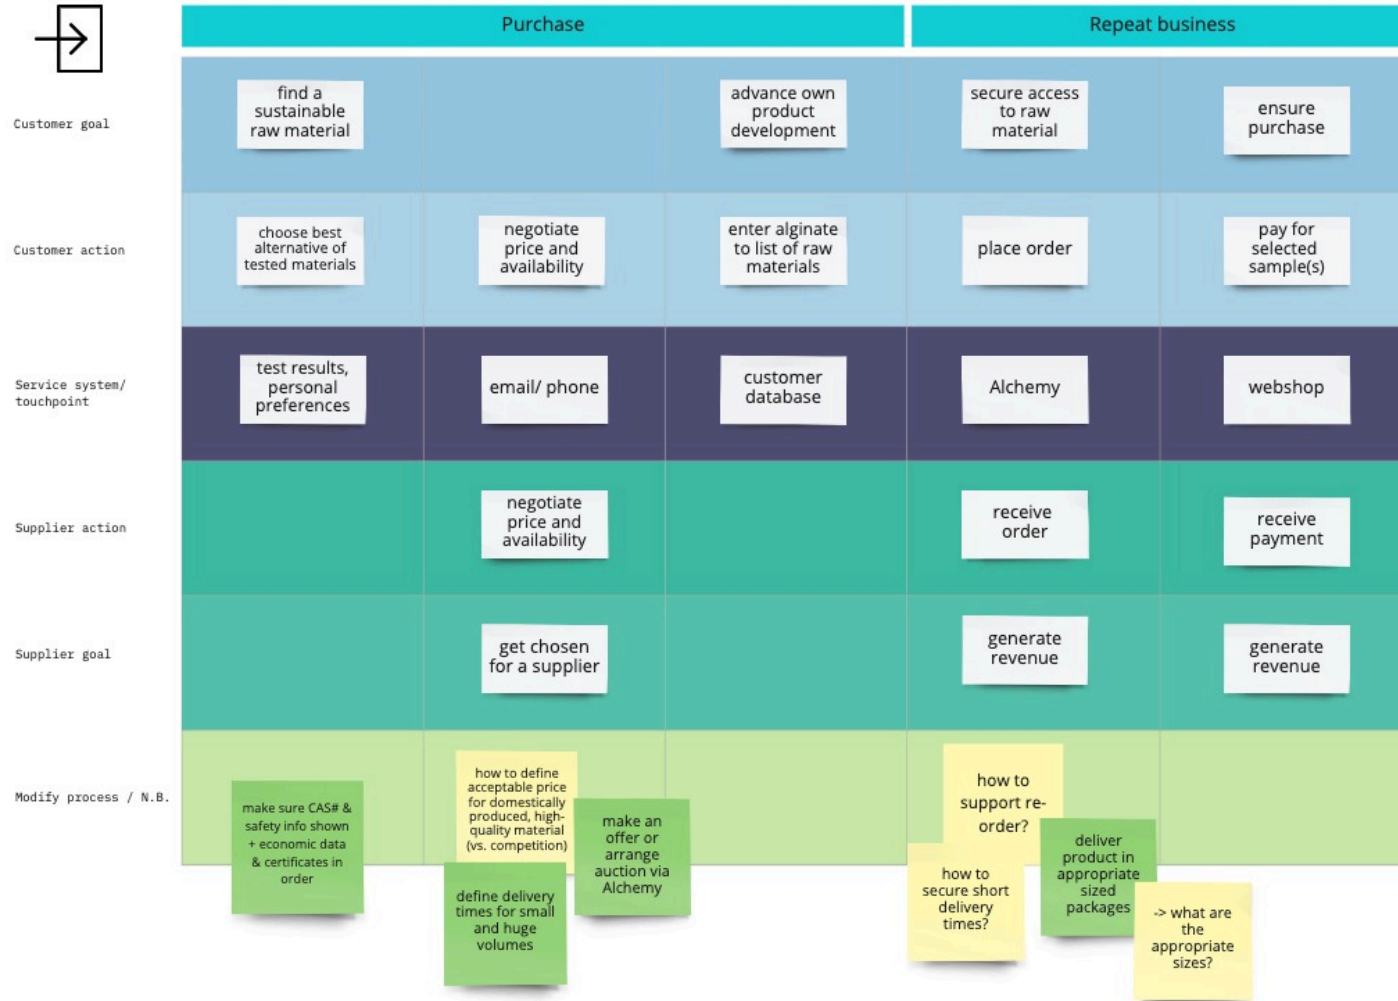 Purchase
Repeat business
Customer goal
find a
sustainable
raw material
advance own
product
development
secure access
to raw
material
ensure
purchase
Customer action
choose best
alternative of
tested materials
negotiate
price and
availability
enter alginate
to list of raw
materials
place order
pay for
selected
sample(s)
Service system/
touchpoint
test results,
personal
preferences
email/ phone
customer
database
Alchemy
webshop
Supplier action
negotiate
price and
availability
receive
order
receive
payment
Supplier goal
get chosen
for a supplier
generate
revenue
generate
revenue
Modify process / N.B.
make sure CAS# &
safety info shown
+ economic data
& certificates in
order
how to define
acceptable price
for domestically
produced, high-
quality material
(vs. competition)
make an
offer or
arrange
auction via
Alchemy
define delivery
times for small
and huge
volumes
how to
support re-
order?
how to
secure short
delivery
times?
deliver
product in
appropriate
sized
packages
-> what are
the
appropriate
sizes?